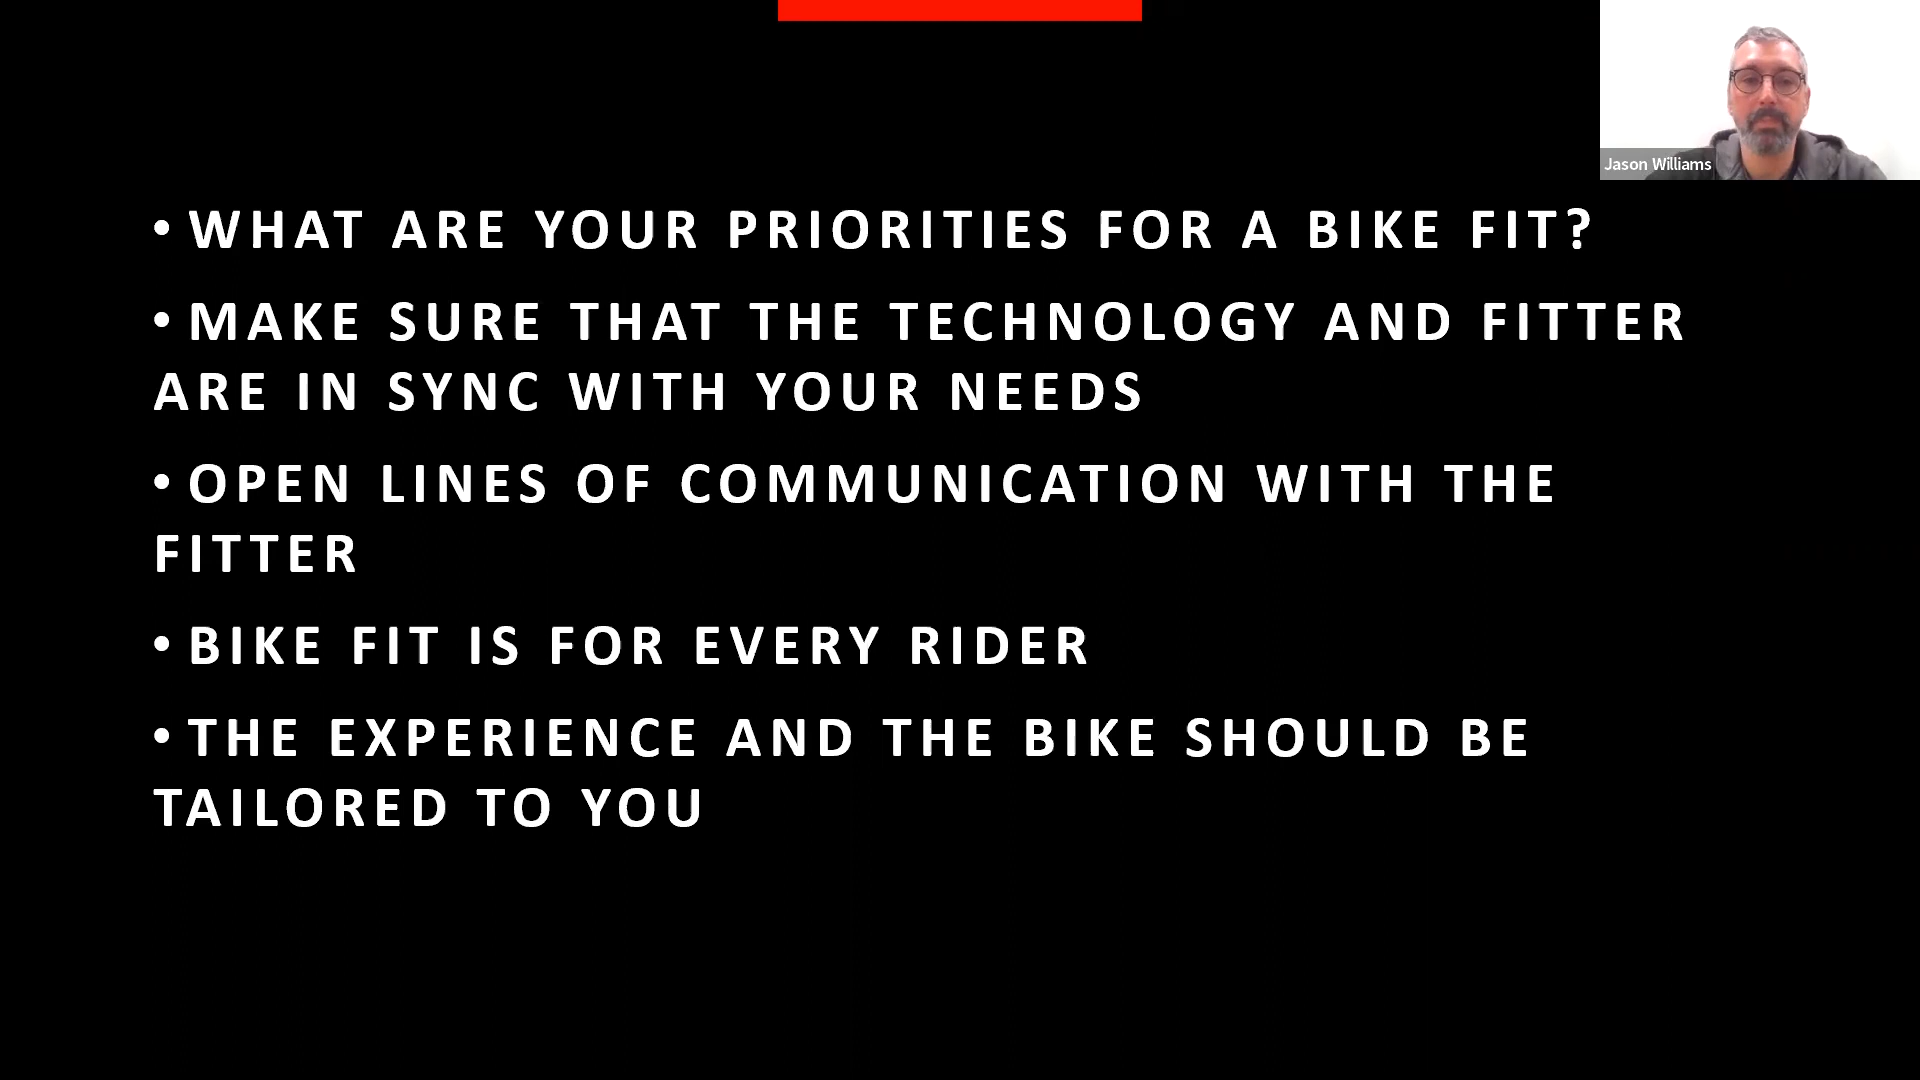 Jason Williams
• WHAT ARE YOUR PRIORITIES FOR A BIKE FIT?
• MAKE SURE THAT THE TECHNOLOGY AND FITTER
ARE IN SYNC WITH YOUR NEEDS
• OPEN LINES OF COMMUNICATION WITH THE
FITTER
• BIKE FIT IS FOR EVERY RIDER
• THE EXPERIENCE AND THE BIKE SHOULD BE
TAILORED TO YOU